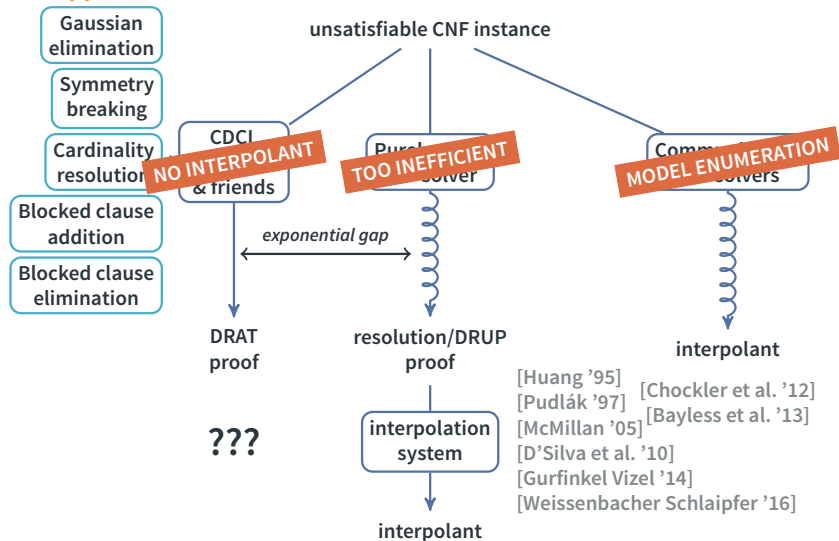 Gaussian
elimination
Symmetry
breaking
Cardinality
resolution
Blocked clause
addition
Blocked clause
elimination
unsatisfiable CNF instance
& friends
NO INTERPOLANT
TOO INEFFICIENT
MODEL ENUMERATION
exponential gap
DRAT
proof
???
resolution/DRUP
proof
interpolation
system
interpolant
interpolant
[Huang ’95]
[Pudlák ’97]
[McMillan ’05]
[D’Silva et al. ’10]
[Gurfinkel Vizel ’14]
[Weissenbacher Schlaipfer ’16]
[Chockler et al. ’12]
[Bayless et al. ’13]